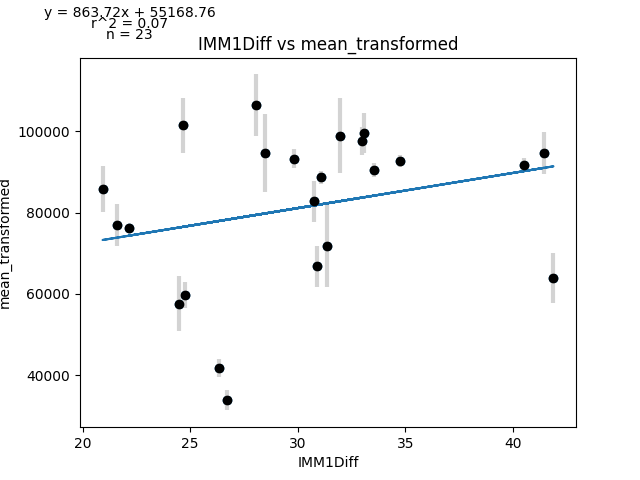 y = 863.72x + 55168.76
r^2 = 0.07
n = 23
IMM1Diff vs mean_transformed
100000
80000
60000
40000
mean_transformed
20 25 30 35 40
IMM1Diff